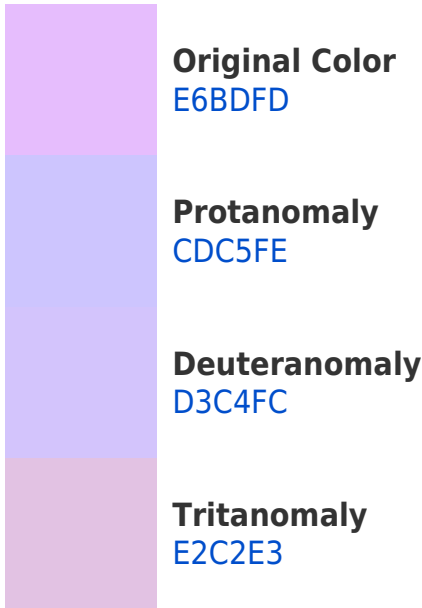 Original Color
E6BDFD
Protanomaly
CDC5FE
Deuteranomaly
D3C4FC
Tritanomaly
E2C2E3